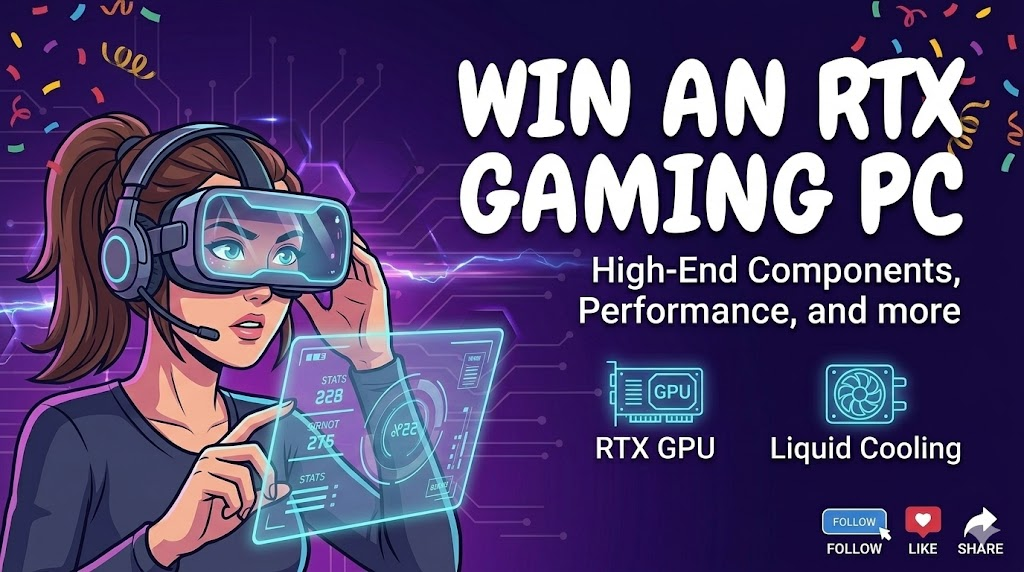 WIN AN RTX
GAMING PC
High-End Components,
Performance, and more
GPU
RTX GPU
Liquid Cooling
STATS
228
275
STATS
FOLLOW
FOLLOW
LIKE
SHARE